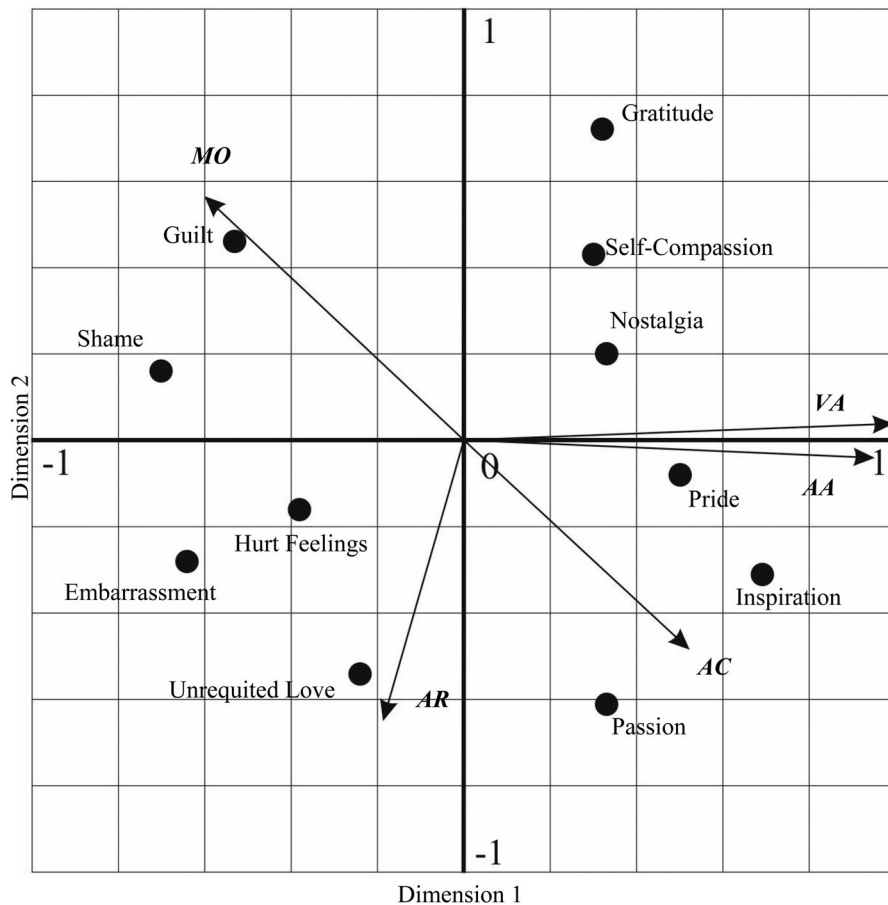 1
Gratitude
MO
Guilt
Self-Compassion
Nostalgia
Shame
VA
Dimension 2
-1
0
1
AA
Pride
Hurt Feelings
Embarrassment
Inspiration
AC
Unrequited Love
AR
Passion
-1
Dimension 1